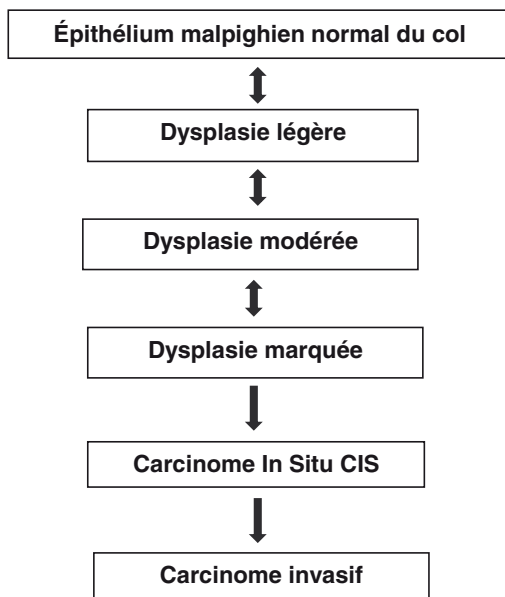 Épithélium malpighien normal du col
Dysplasie légère
Dysplasie modérée
Dysplasie marquée
Carcinome In Situ CIS
Carcinome invasif